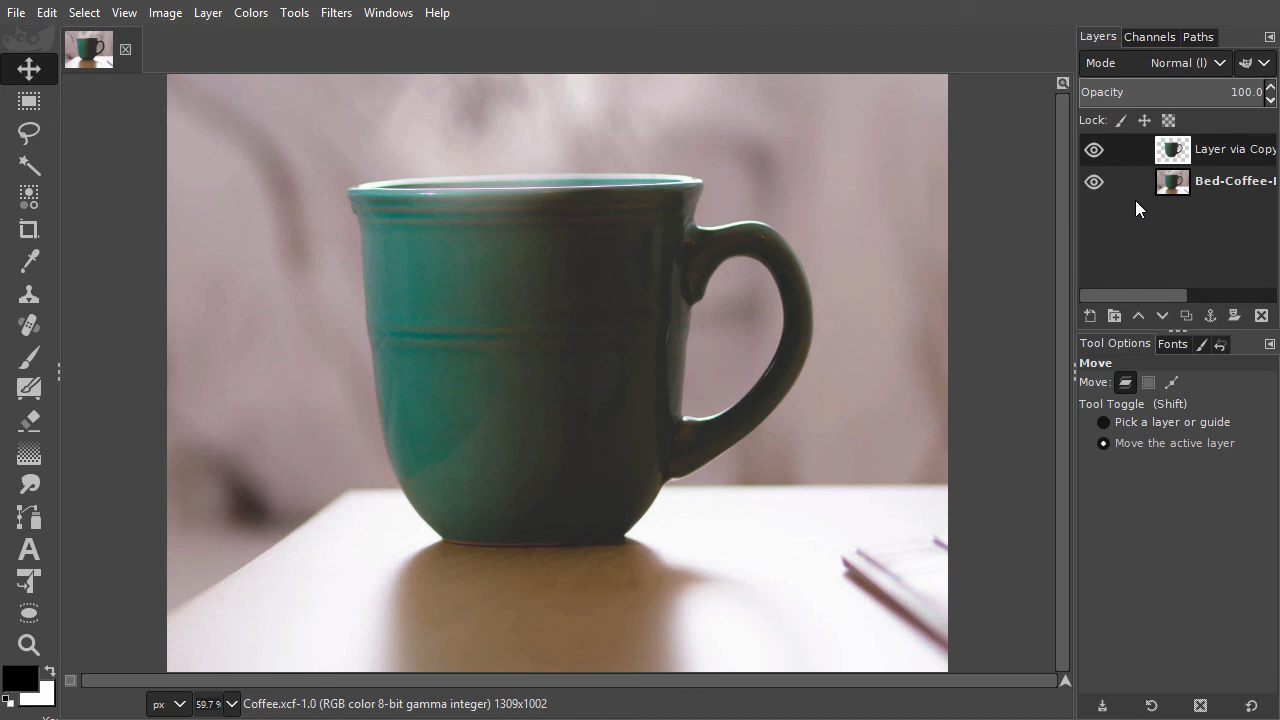 File Edit Select View Image Layer Colors Tools Filters Windows Help
Layers Channels Paths
Mode Normal (l)
Opacity 100.0
Lock:
Layer via Copy
Bed-Coffee-
Tool Options Fonts
Move
Move:
Tool Toggle (Shift)
Pick a layer or guide
Move the active layer
px 59.7 % Coffee.xcf-1.0 (RGB color 8-bit gamma integer) 1309x1002